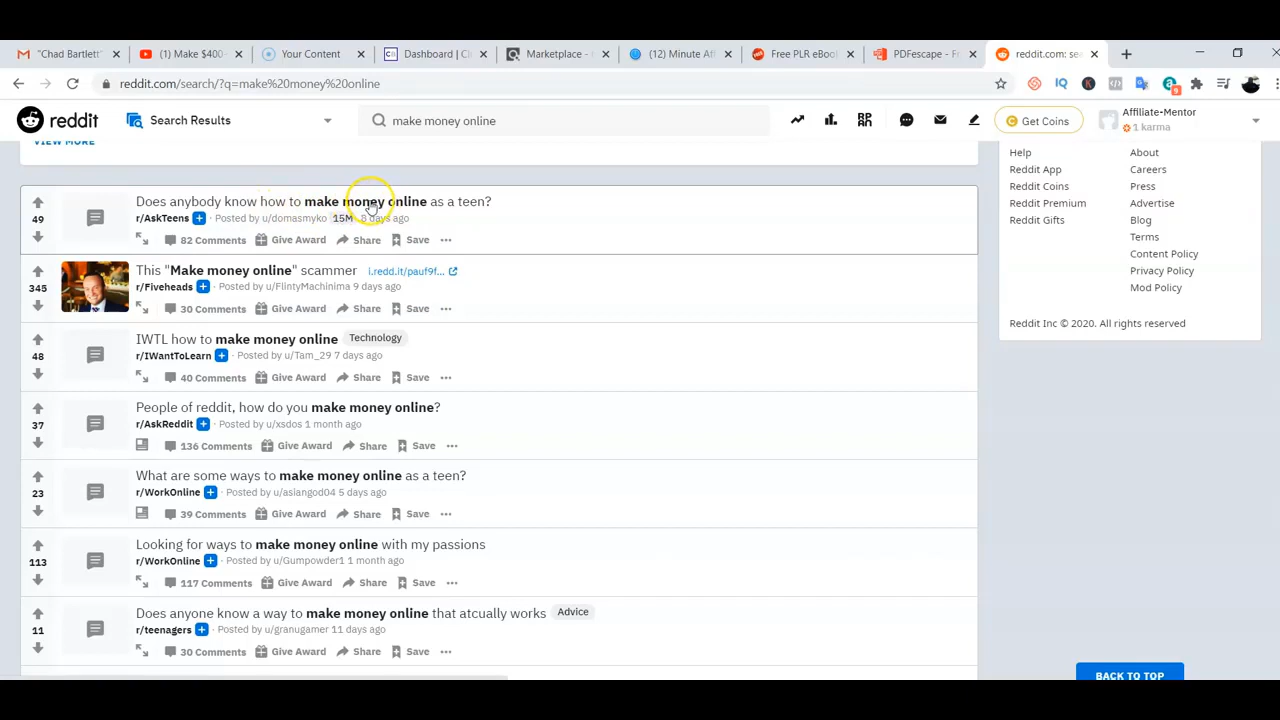 "Chad Bartlett"
(1) Make $400
Your Content
Dashboard | Cl
Marketplace -
(12) Minute Af
Free PLR eBoo
PDFescape - Fr
reddit.com: se
reddit.com/search/?q=make%20money%20online
IQ
K
9
reddit
Search Results
make money online
Get Coins
Affiliate-Mentor
1 karma
VIEW MORE
49
Does anybody know how to make money online as a teen?
r/AskTeens · Posted by u/domasmyko 15M 8 days ago
82 Comments Give Award Share Save ...
345
This "Make money online" scammer i.redd.it/pauf9f...
r/Fiveheads · Posted by u/FlintyMachinima 9 days ago
30 Comments Give Award Share Save ...
48
IWTL how to make money online Technology
r/IWantToLearn · Posted by u/Tam_29 7 days ago
40 Comments Give Award Share Save ...
37
People of reddit, how do you make money online?
r/AskReddit · Posted by u/xsdos 1 month ago
136 Comments Give Award Share Save ...
23
What are some ways to make money online as a teen?
r/WorkOnline · Posted by u/asiangod04 5 days ago
39 Comments Give Award Share Save ...
113
Looking for ways to make money online with my passions
r/WorkOnline · Posted by u/Gumpowder1 1 month ago
117 Comments Give Award Share Save ...
11
Does anyone know a way to make money online that atcually works Advice
r/teenagers · Posted by u/granugamer 11 days ago
30 Comments Give Award Share Save ...
Help
About
Reddit App
Careers
Reddit Coins
Press
Reddit Premium
Advertise
Reddit Gifts
Blog
Terms
Content Policy
Privacy Policy
Mod Policy
Reddit Inc © 2020. All rights reserved
BACK TO TOP